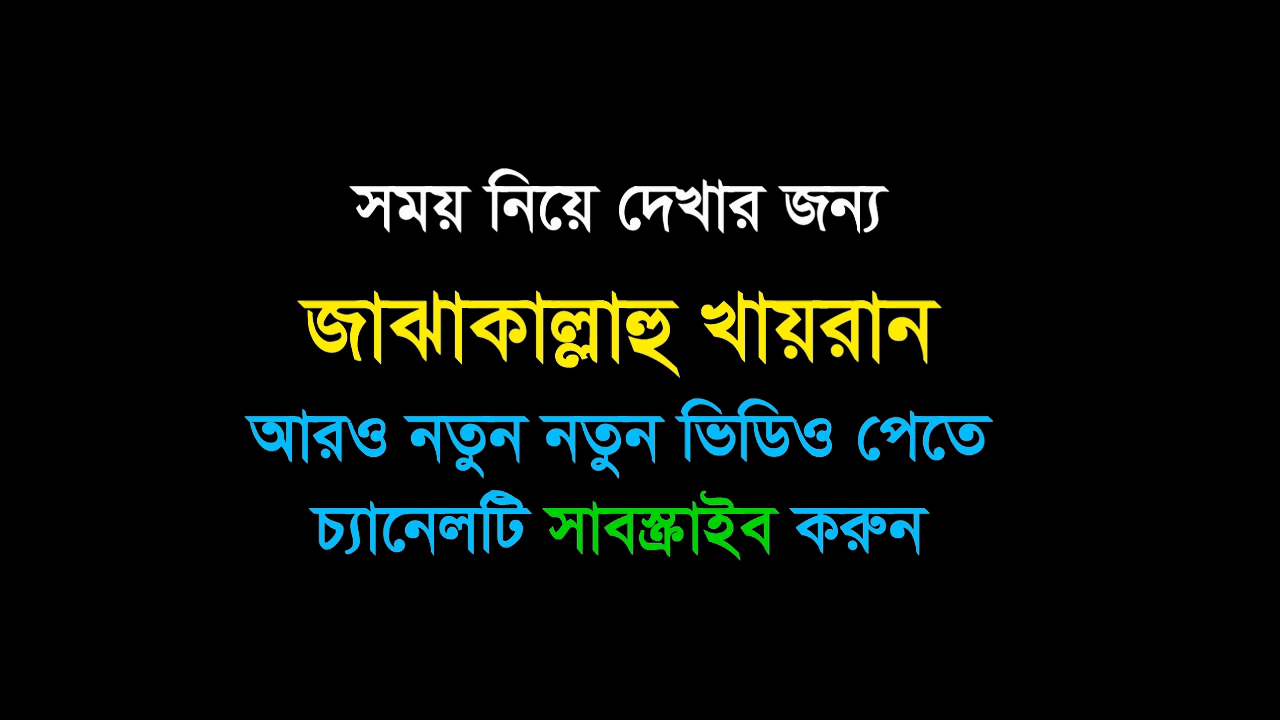 সময় নিয়ে দেখার জন্য
জাঝাকাল্লাহু খায়রান
আরও নতুন নতুন ভিডিও পেতে
চ্যানেলটি সাবস্ক্রাইব করুন